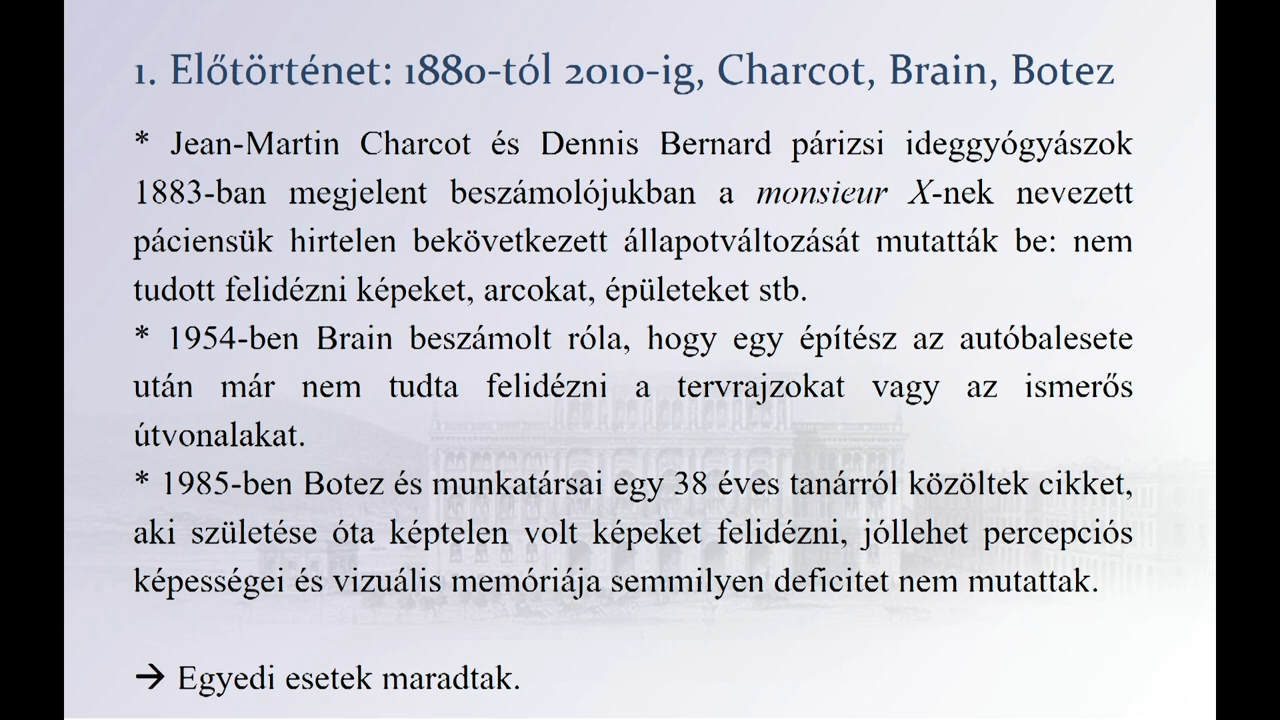 1. Előtörténet: 1880-tól 2010-ig, Charcot, Brain, Botez
* Jean-Martin Charcot és Dennis Bernard párizsi ideggyógyászok
1883-ban megjelent beszámolójukban a monsieur X-nek nevezett
páciensük hirtelen bekövetkezett állapotváltozását mutatták be: nem
tudott felidézni képeket, arcokat, épületeket stb.
* 1954-ben Brain beszámolt róla, hogy egy építész az autóbalesete
után már nem tudta felidézni a tervrajzokat vagy az ismerős
útvonalakat.
* 1985-ben Botez és munkatársai egy 38 éves tanárról közöltek cikket,
aki születése óta képtelen volt képeket felidézni, jóllehet percepciós
képességei és vizuális memóriája semmilyen deficitet nem mutattak.
→ Egyedi esetek maradtak.